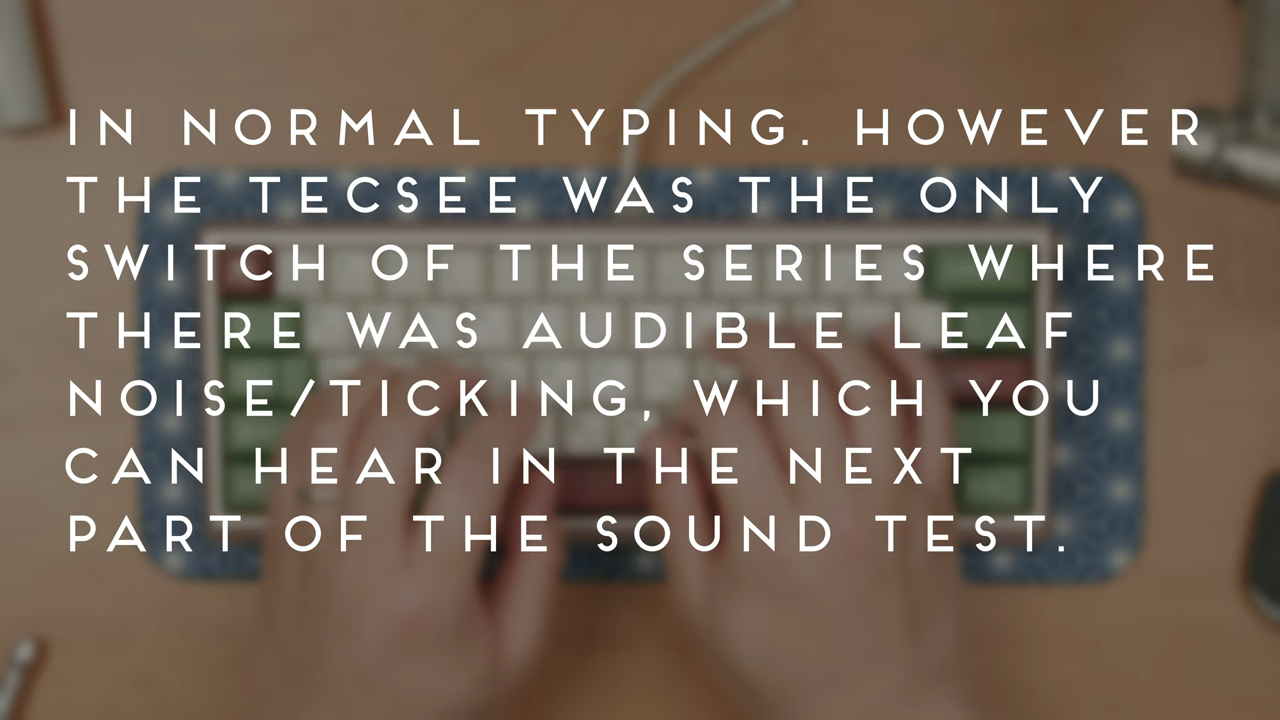 IN NORMAL TYPING. HOWEVER
THE TECSEE WAS THE ONLY
SWITCH OF THE SERIES WHERE
THERE WAS AUDIBLE LEAF
NOISE/TICKING, WHICH YOU
CAN HEAR IN THE NEXT
PART OF THE SOUND TEST.